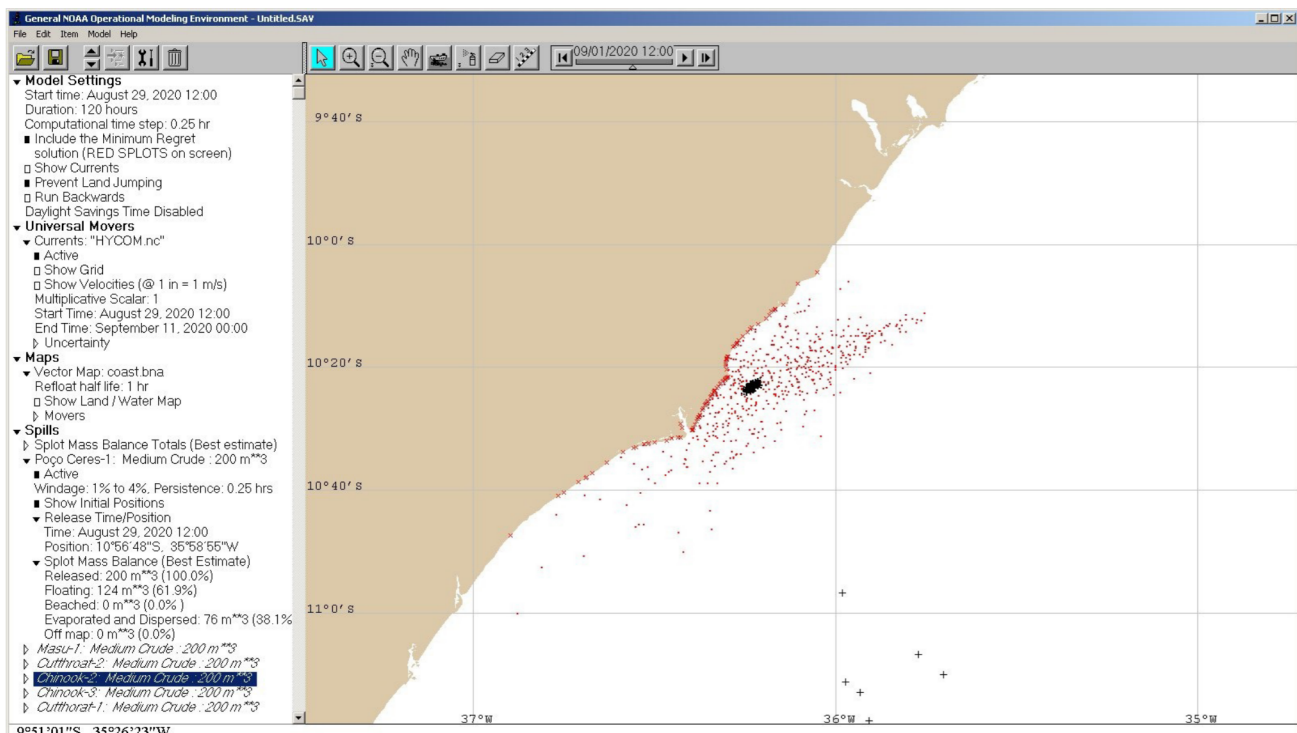 General NOAA Operational Modeling Environment - Untitled.SAV
File Edit Item Model Help
09/01/2020 12:00
Model Settings
Start time: August 29, 2020 12:00
Duration: 120 hours
Computational time step: 0.25 hr
Include the Minimum Regret
solution (RED SPLOTS on screen)
Show Currents
Prevent Land Jumping
Run Backwards
Daylight Savings Time Disabled
Universal Movers
Currents: "HYCOM.nc"
Active
Show Grid
Show Velocities (@ 1 in = 1 m/s)
Multiplicative Scalar: 1
Start Time: August 29, 2020 12:00
End Time: September 11, 2020 00:00
Uncertainty
Maps
Vector Map: coast.bna
Refloat half life: 1 hr
Show Land / Water Map
Movers
Spills
Splot Mass Balance Totals (Best estimate)
Poço Ceres-1: Medium Crude : 200 m**3
Active
Windage: 1% to 4%, Persistence: 0.25 hrs
Show Initial Positions
Release Time/Position
Time: August 29, 2020 12:00
Position: 10°56'48"S, 35°58'55"W
Splot Mass Balance (Best Estimate)
Released: 200 m**3 (100.0%)
Floating: 124 m**3 (61.9%)
Beached: 0 m**3 (0.0% )
Evaporated and Dispersed: 76 m**3 (38.1%
Off map: 0 m**3 (0.0%)
Masu-1: Medium Crude : 200 m**3
Cutthroat-2: Medium Crude : 200 m**3
Chinook-2: Medium Crude : 200 m**3
Chinook-3: Medium Crude : 200 m**3
Cutthorat-1: Medium Crude : 200 m**3
9°40' S
10°0' S
10°20' S
10°40' S
11°0' S
37°W
36°W
35°W
9°51'01"S, 35°26'23"W